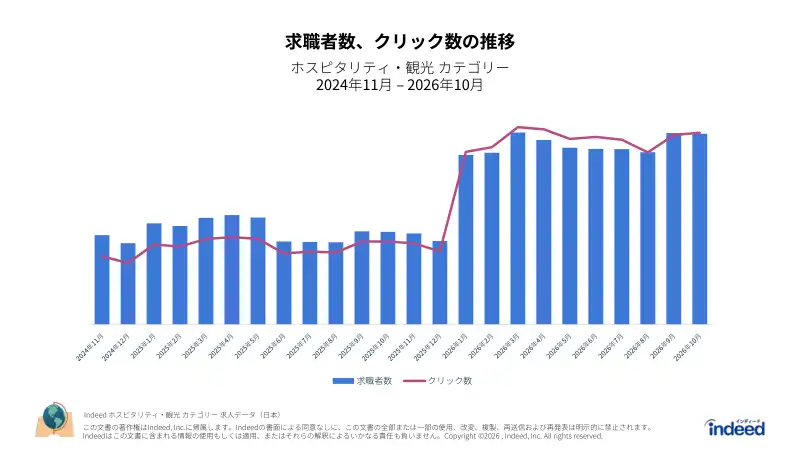 求職者数、クリック数の推移
ホスピタリティ・観光 カテゴリー
2024年11月 – 2026年10月
2024年11月
2024年12月
2025年1月
2025年2月
2025年3月
2025年4月
2025年5月
2025年6月
2025年7月
2025年8月
2025年9月
2025年10月
2025年11月
2025年12月
2026年1月
2026年2月
2026年3月
2026年4月
2026年5月
2026年6月
2026年7月
2026年8月
2026年9月
2026年10月
求職者数 クリック数
Indeed ホスピタリティ・観光 カテゴリー 求人データ（日本）
この文書の著作権はIndeed, Inc.に帰属します。Indeedの書面による同意なしに、この文書の全部または一部の使用、改変、複製、再送信および再発表は明示的に禁止されます。
Indeedはこの文書に含まれる情報の使用もしくは適用、またはそれらの解釈によるいかなる責任も負いません。Copyright ©2026 , Indeed, Inc. All rights reserved.
インディード
indeed